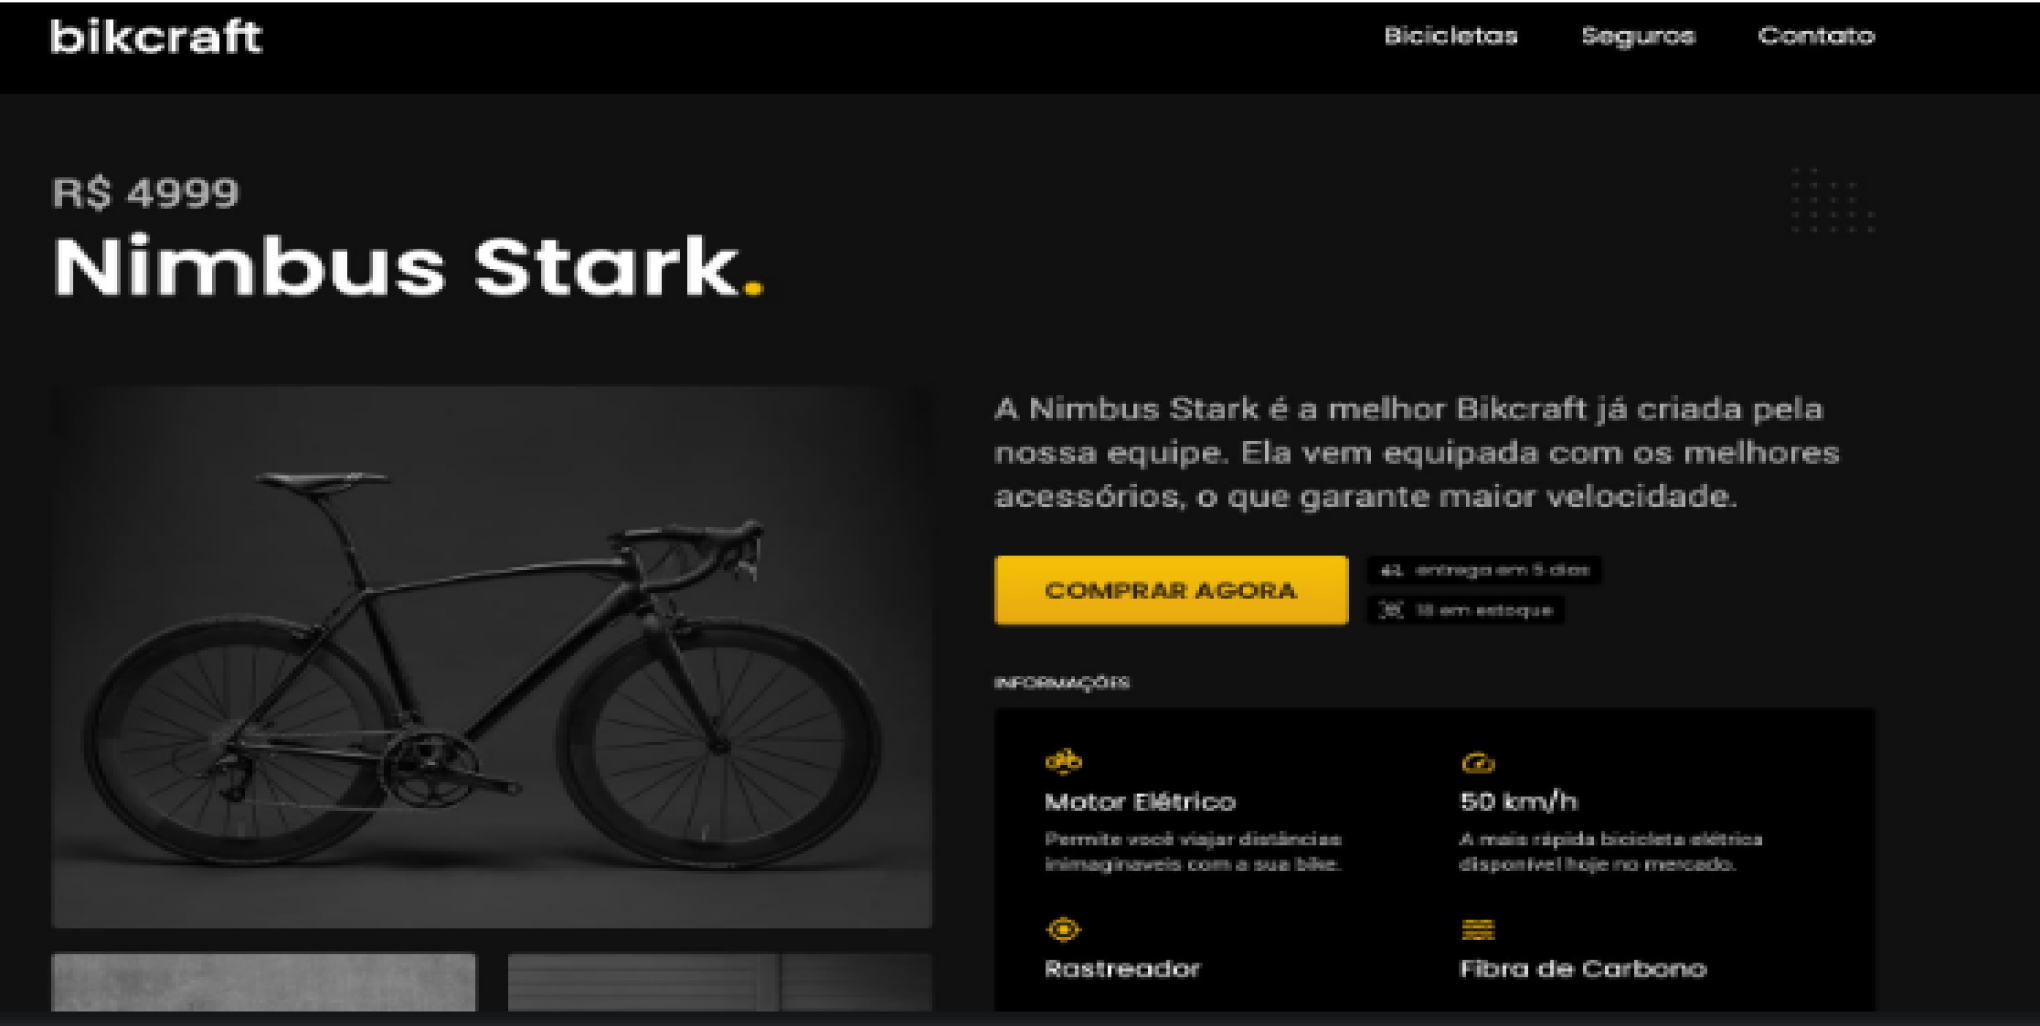 bikcraft
Bicicletas Seguros Contato
R$ 4999
Nimbus Stark.
A Nimbus Stark é a melhor Bikcraft já criada pela
nossa equipe. Ela vem equipada com os melhores
acessórios, o que garante maior velocidade.
COMPRAR AGORA
entrega em 5 dias
18 em estoque
INFORMAÇÕES
Motor Elétrico
Permite você viajar distâncias
inimaginaveis com a sua bike.
50 km/h
A mais rápida bicicleta elétrica
disponível hoje no mercado.
Rastreador
Fibra de Carbono